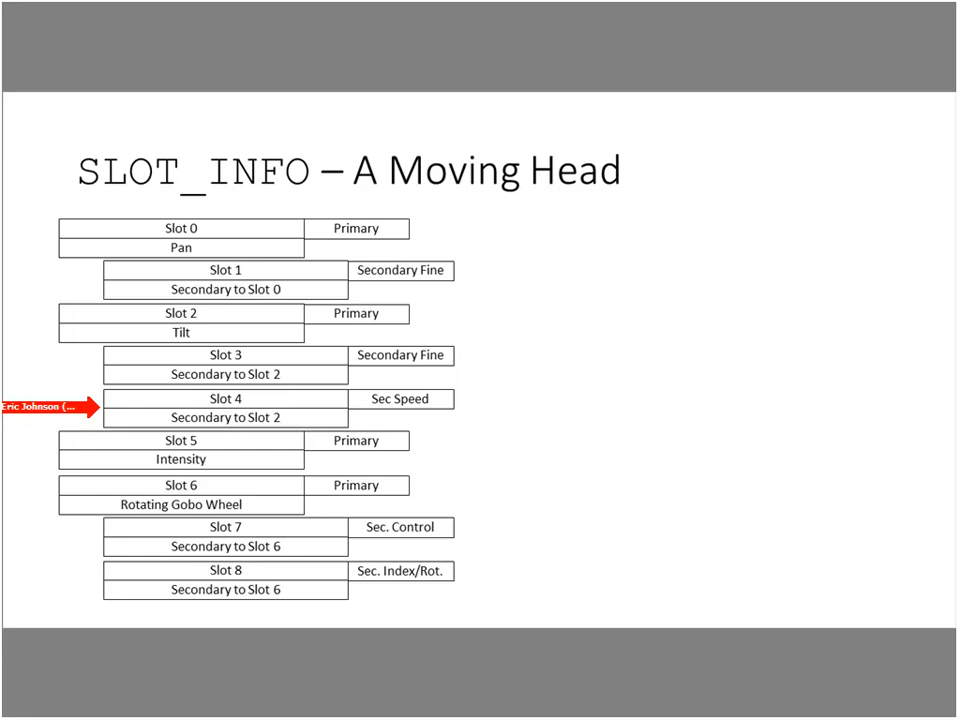 SLOT_INFO – A Moving Head
Slot 0 Primary
Pan
Slot 1 Secondary Fine
Secondary to Slot 0
Slot 2 Primary
Tilt
Slot 3 Secondary Fine
Secondary to Slot 2
Eric Johnson (...
Slot 4 Sec Speed
Secondary to Slot 2
Slot 5 Primary
Intensity
Slot 6 Primary
Rotating Gobo Wheel
Slot 7 Sec. Control
Secondary to Slot 6
Slot 8 Sec. Index/Rot.
Secondary to Slot 6